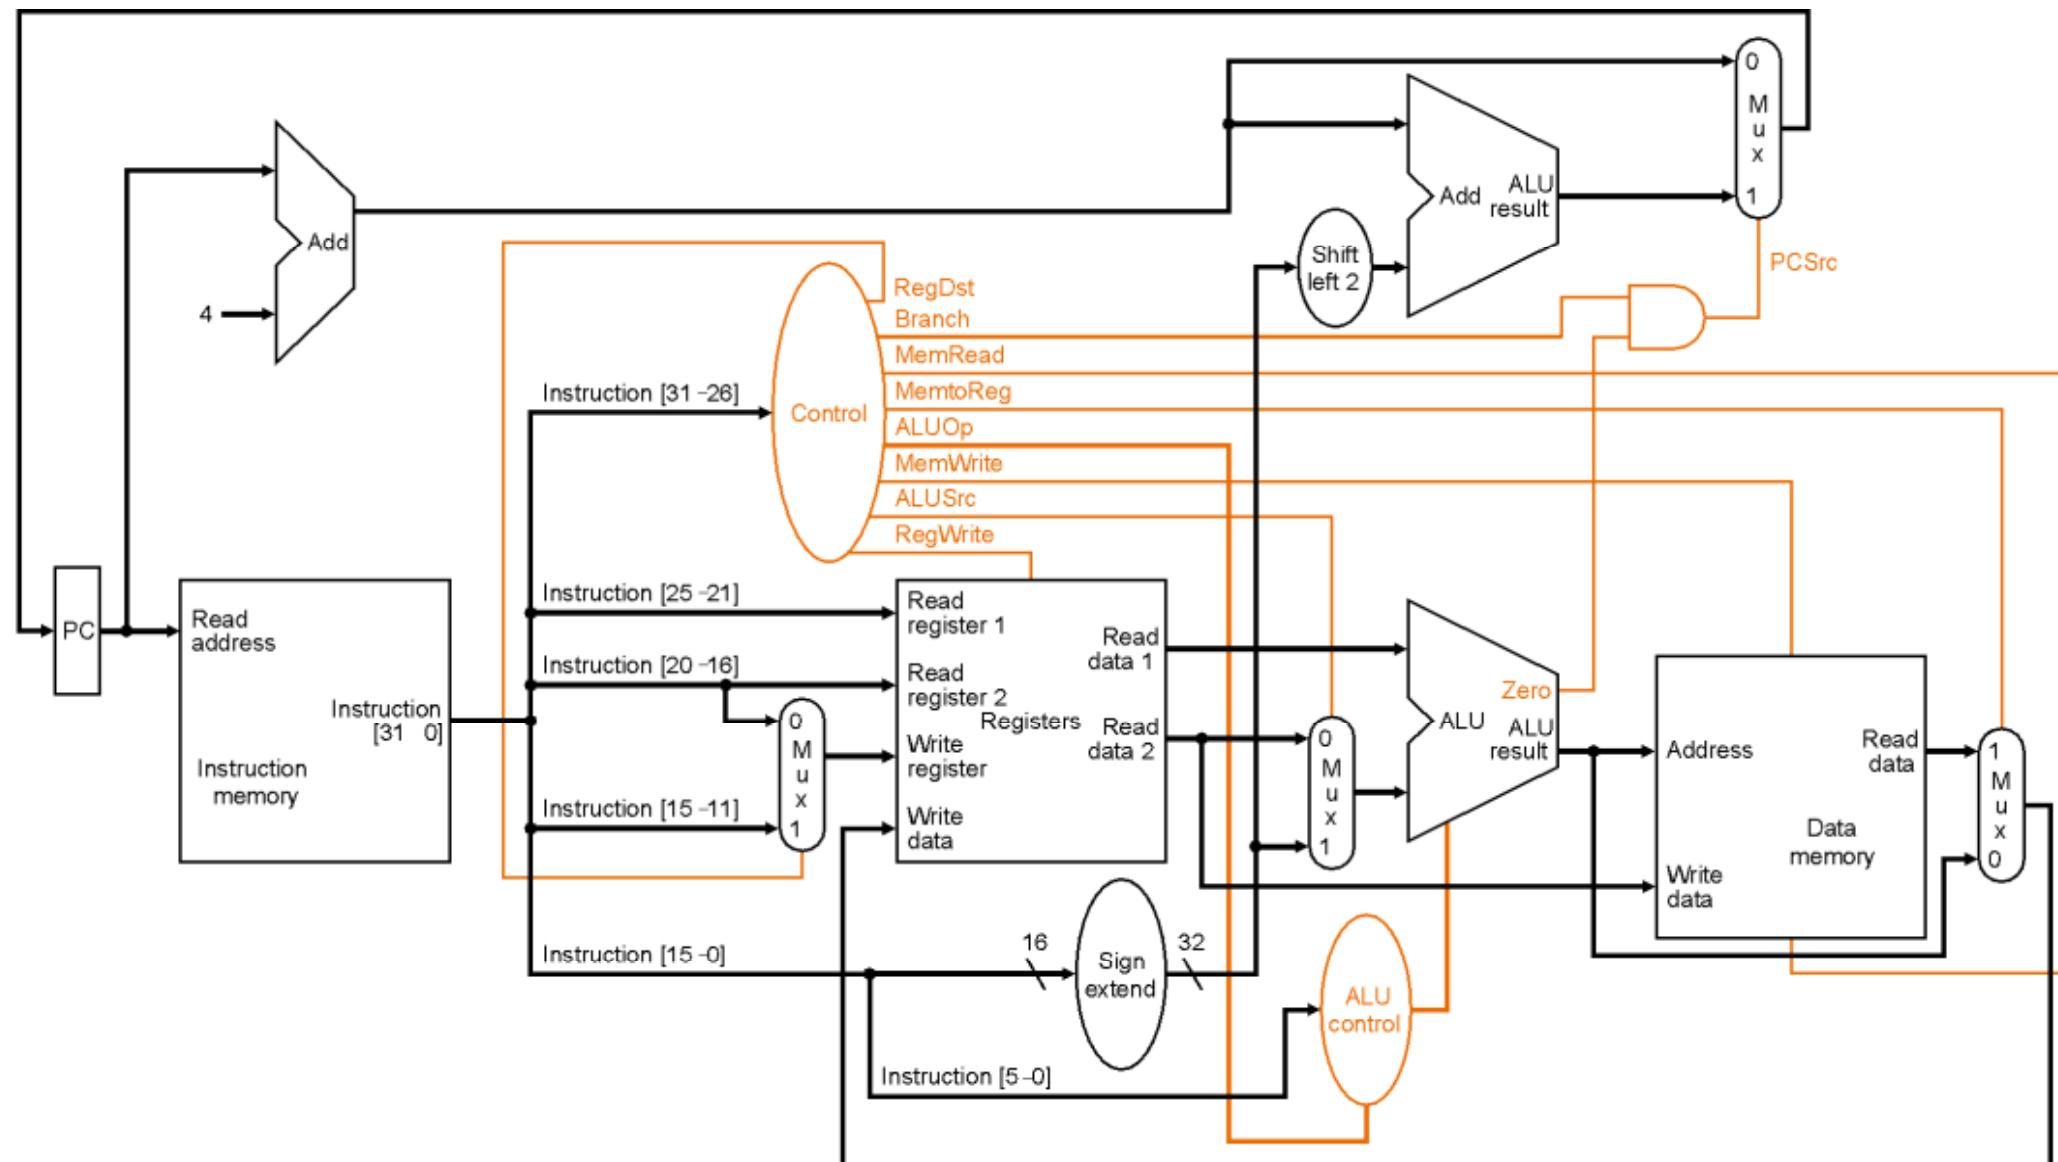 0
M
u
x
1
Add
ALU
result
Shift
left 2
PCSrc
Add
4
RegDst
Branch
MemRead
MemtoReg
ALUOp
MemWrite
ALUSrc
RegWrite
Control
Instruction [31–26]
Instruction [25–21]
Instruction [20–16]
Instruction [15–11]
Instruction [15–0]
Instruction [5–0]
PC
Read
address
Instruction
[31 0]
Instruction
memory
0
M
u
x
1
Read
register 1
Read
register 2
Write
register
Write
data
Registers
Read
data 1
Read
data 2
16
Sign
extend
32
0
M
u
x
1
Zero
ALU
ALU
result
ALU
control
Address
Write
data
Read
data
Data
memory
1
M
u
x
0